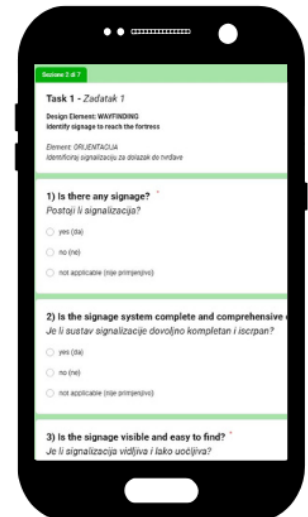 Sezione 2 di 7
Task 1 - Zadatak 1
Design Element: WAYFINDING
Identify signage to reach the fortress
Element: ORIJENTACIJA
Identificiraj signalizaciju za dolazak do tvrđave
1) Is there any signage? *
Postoji li signalizacija?
yes (da)
no (ne)
not applicable (nije primjenjivo)
2) Is the signage system complete and comprehensive
Je li sustav signalizacije dovoljno kompletan i iscrpan?
yes (da)
no (ne)
not applicable (nije primjenjivo)
3) Is the signage visible and easy to find? *
Je li signalizacija vidljiva i lako uočljiva?